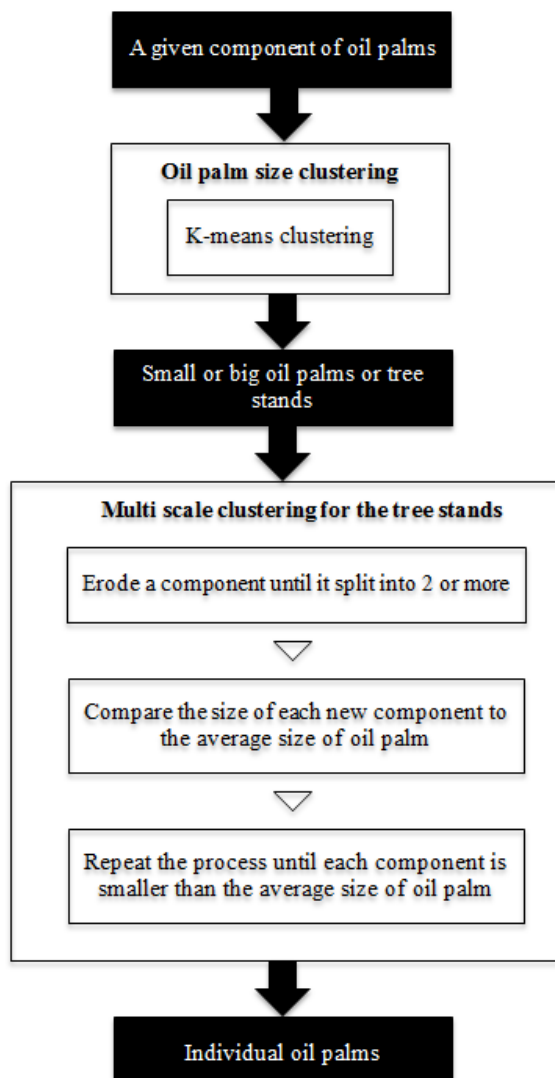 A given component of oil palms
Oil palm size clustering
K-means clustering
Small or big oil palms or tree
stands
Multi scale clustering for the tree stands
Erode a component until it split into 2 or more
Compare the size of each new component to
the average size of oil palm
Repeat the process until each component is
smaller than the average size of oil palm
Individual oil palms